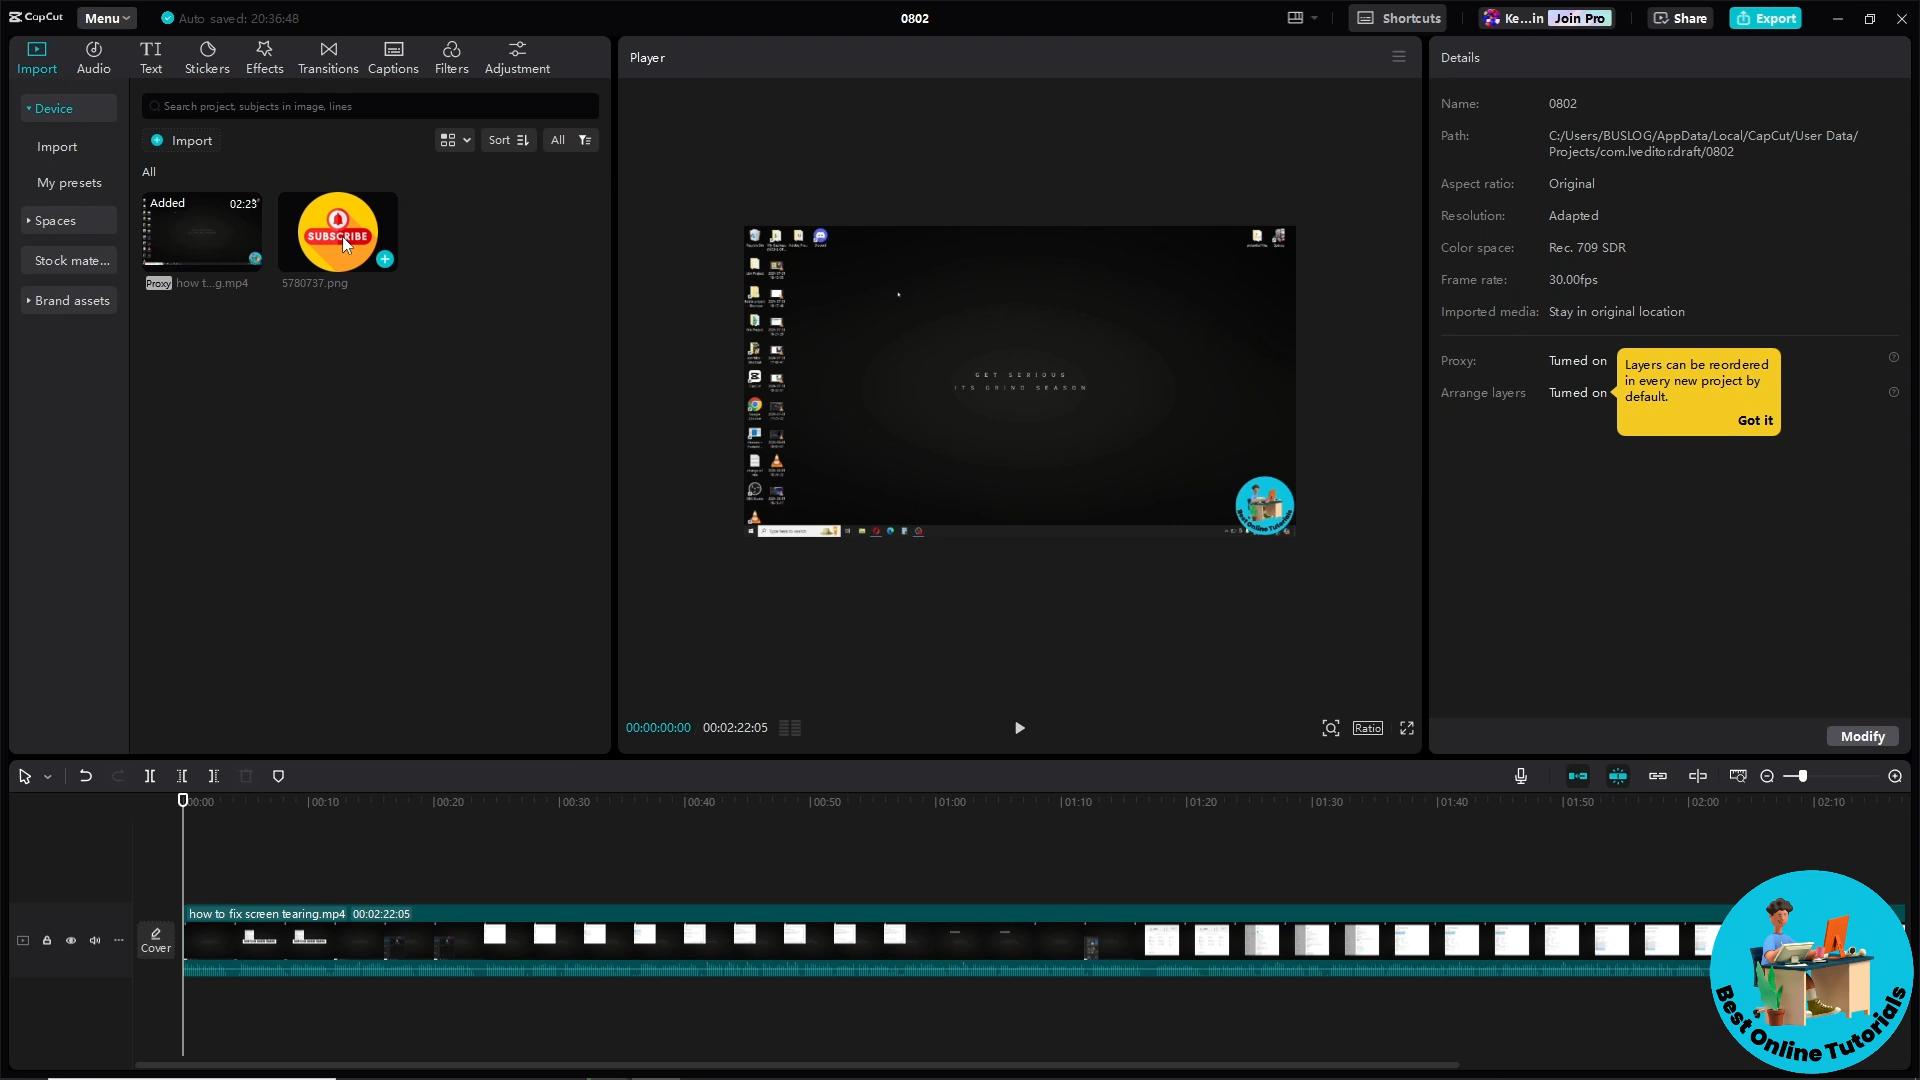 CapCut
Menu
Auto saved: 20:36:48
0802
Shortcuts
Ke...in
Join Pro
Share
Export
Import
Audio
TI
Text
Stickers
Effects
Transitions
Captions
Filters
Adjustment
Device
Import
My presets
Spaces
Stock mate...
Brand assets
Search project, subjects in image, lines
Import
Sort
All
All
Added
02:23
SUBSCRIBE
Proxy
how t...g.mp4
5780737.png
Player
GET SERIOUS
ITS GRIND SEASON
Type here to search
Best Online Tutorials
00:00:00:00
00:02:22:05
Ratio
Details
Name:
0802
Path:
C:/Users/BUSLOG/AppData/Local/CapCut/User Data/
Projects/com.lveditor.draft/0802
Aspect ratio:
Original
Resolution:
Adapted
Color space:
Rec. 709 SDR
Frame rate:
30.00fps
Imported media:
Stay in original location
Proxy:
Turned on
Arrange layers
Turned on
Layers can be reordered
in every new project by
default.
Got it
Modify
00:00
00:10
00:20
00:30
00:40
00:50
01:00
01:10
01:20
01:30
01:40
01:50
02:00
02:10
how to fix screen tearing.mp4
00:02:22:05
Cover
Best Online Tutorials